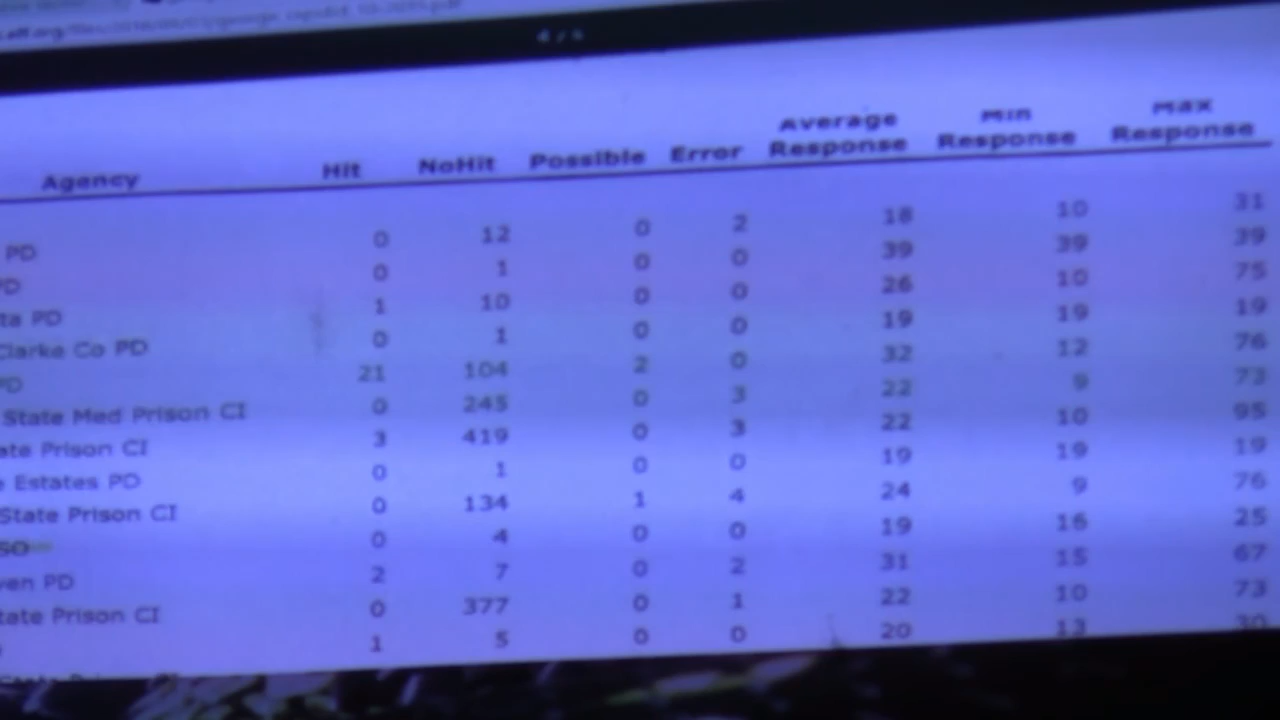 4 / 5
Average Min Max
Agency Hit NoHit Possible Error Response Response Response
PD 0 12 0 2 18 10 31
PD 0 1 0 0 39 39 39
ta PD 1 10 0 0 26 10 75
Clarke Co PD 0 1 0 0 19 19 19
PD 21 104 2 0 32 12 76
State Med Prison CI 0 245 0 3 22 9 73
ate Prison CI 3 419 0 3 22 10 95
e Estates PD 0 1 0 0 19 19 19
State Prison CI 0 134 1 4 24 9 76
SO 0 4 0 0 19 16 25
ven PD 2 7 0 2 31 15 67
tate Prison CI 0 377 0 1 22 10 73
1 5 0 0 20 13 30